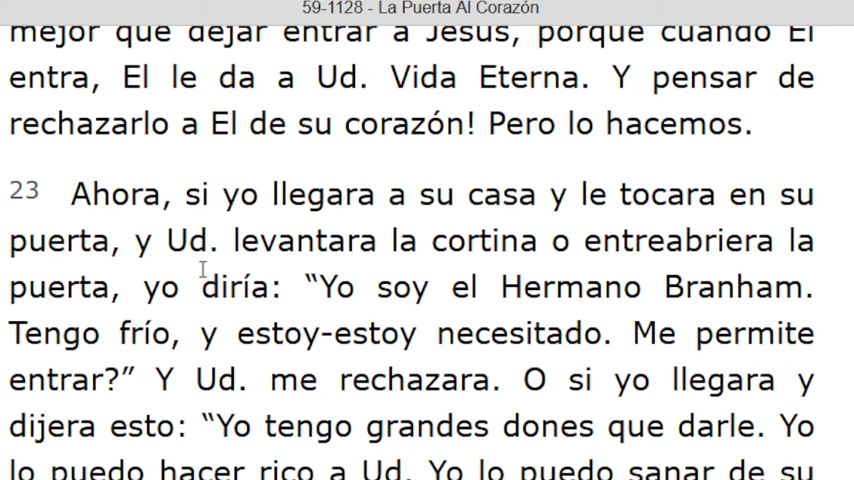 59-1128 - La Puerta Al Corazón
mejor que dejar entrar a Jesús, porque cuando El
entra, El le da a Ud. Vida Eterna. Y pensar de
rechazarlo a El de su corazón! Pero lo hacemos.
23 Ahora, si yo llegara a su casa y le tocara en su
puerta, y Ud. levantara la cortina o entreabriera la
puerta, yo diría: “Yo soy el Hermano Branham.
Tengo frío, y estoy-estoy necesitado. Me permite
entrar?” Y Ud. me rechazara. O si yo llegara y
dijera esto: “Yo tengo grandes dones que darle. Yo
lo puedo hacer rico a Ud. Yo lo puedo sanar de su